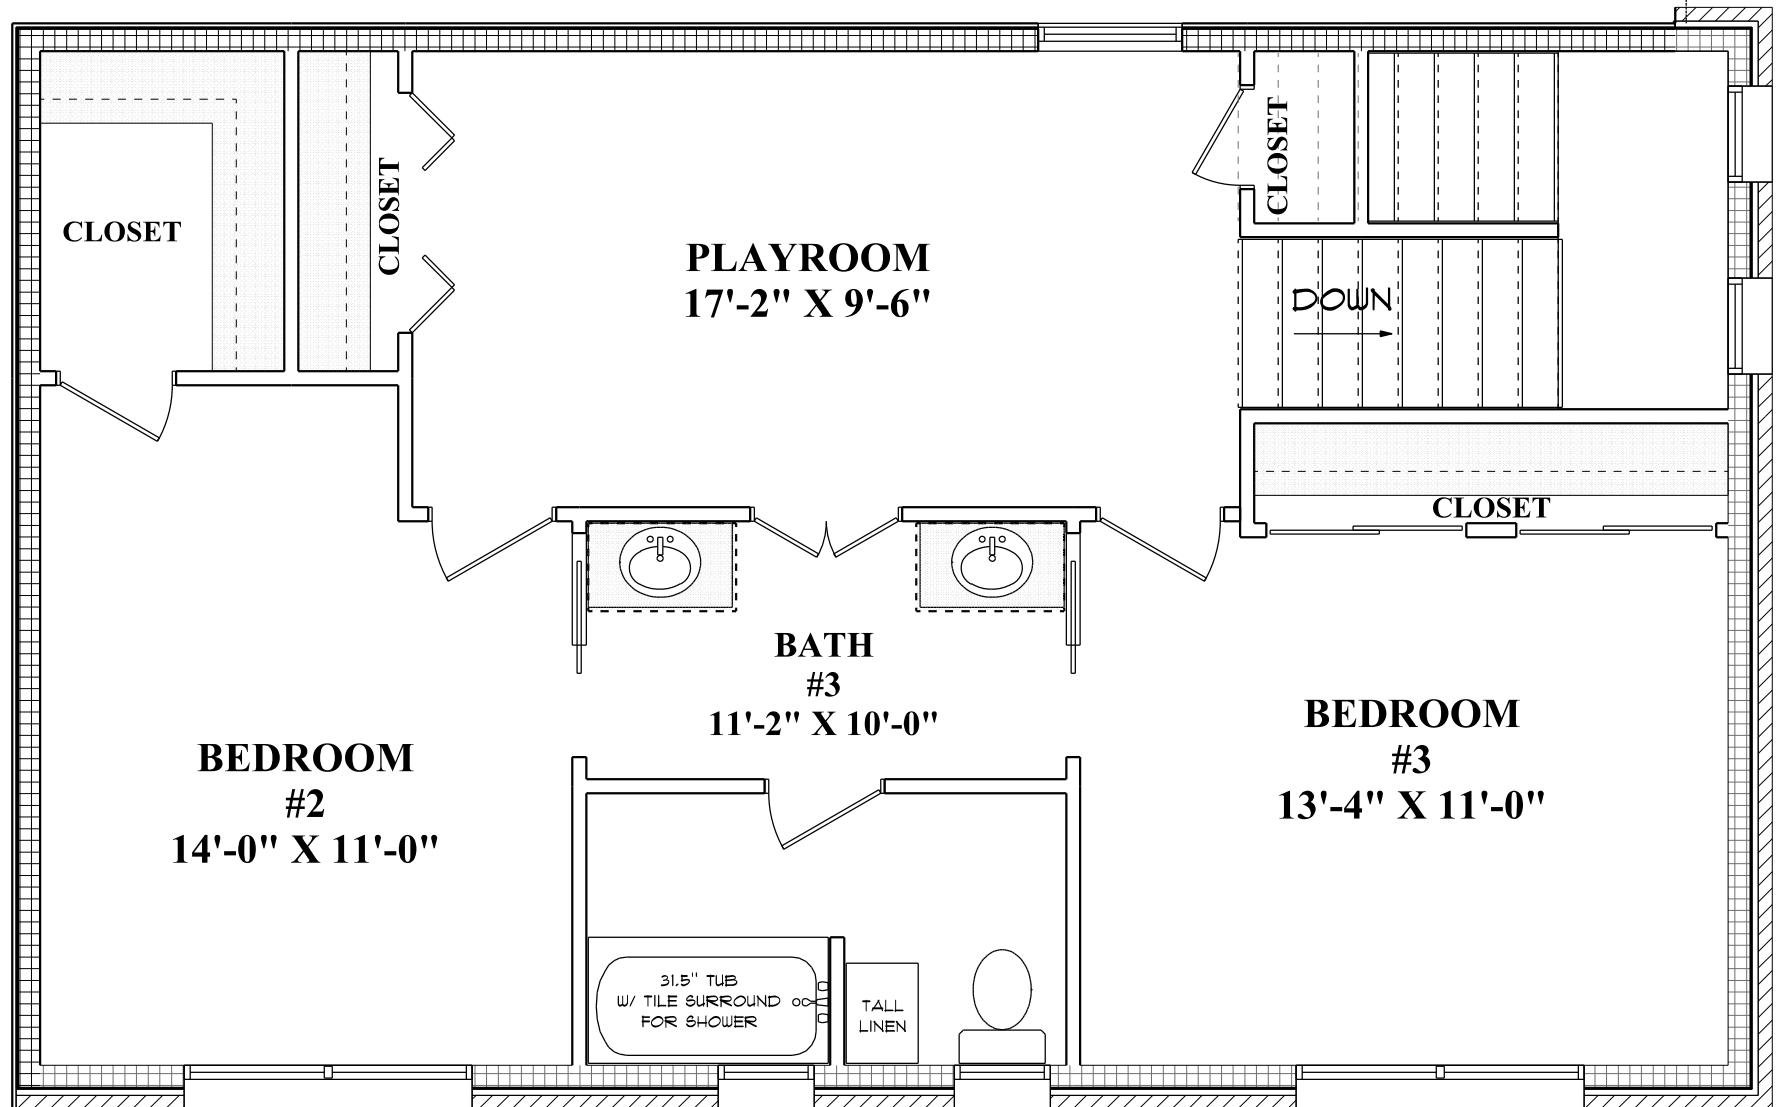 CLOSET
CLOSET
PLAYROOM
17'-2" X 9'-6"
CLOSET
DOWN
CLOSET
BATH
#3
11'-2" X 10'-0"
BEDROOM
#2
14'-0" X 11'-0"
BEDROOM
#3
13'-4" X 11'-0"
31.5" TUB
W/ TILE SURROUND
FOR SHOWER
TALL
LINEN